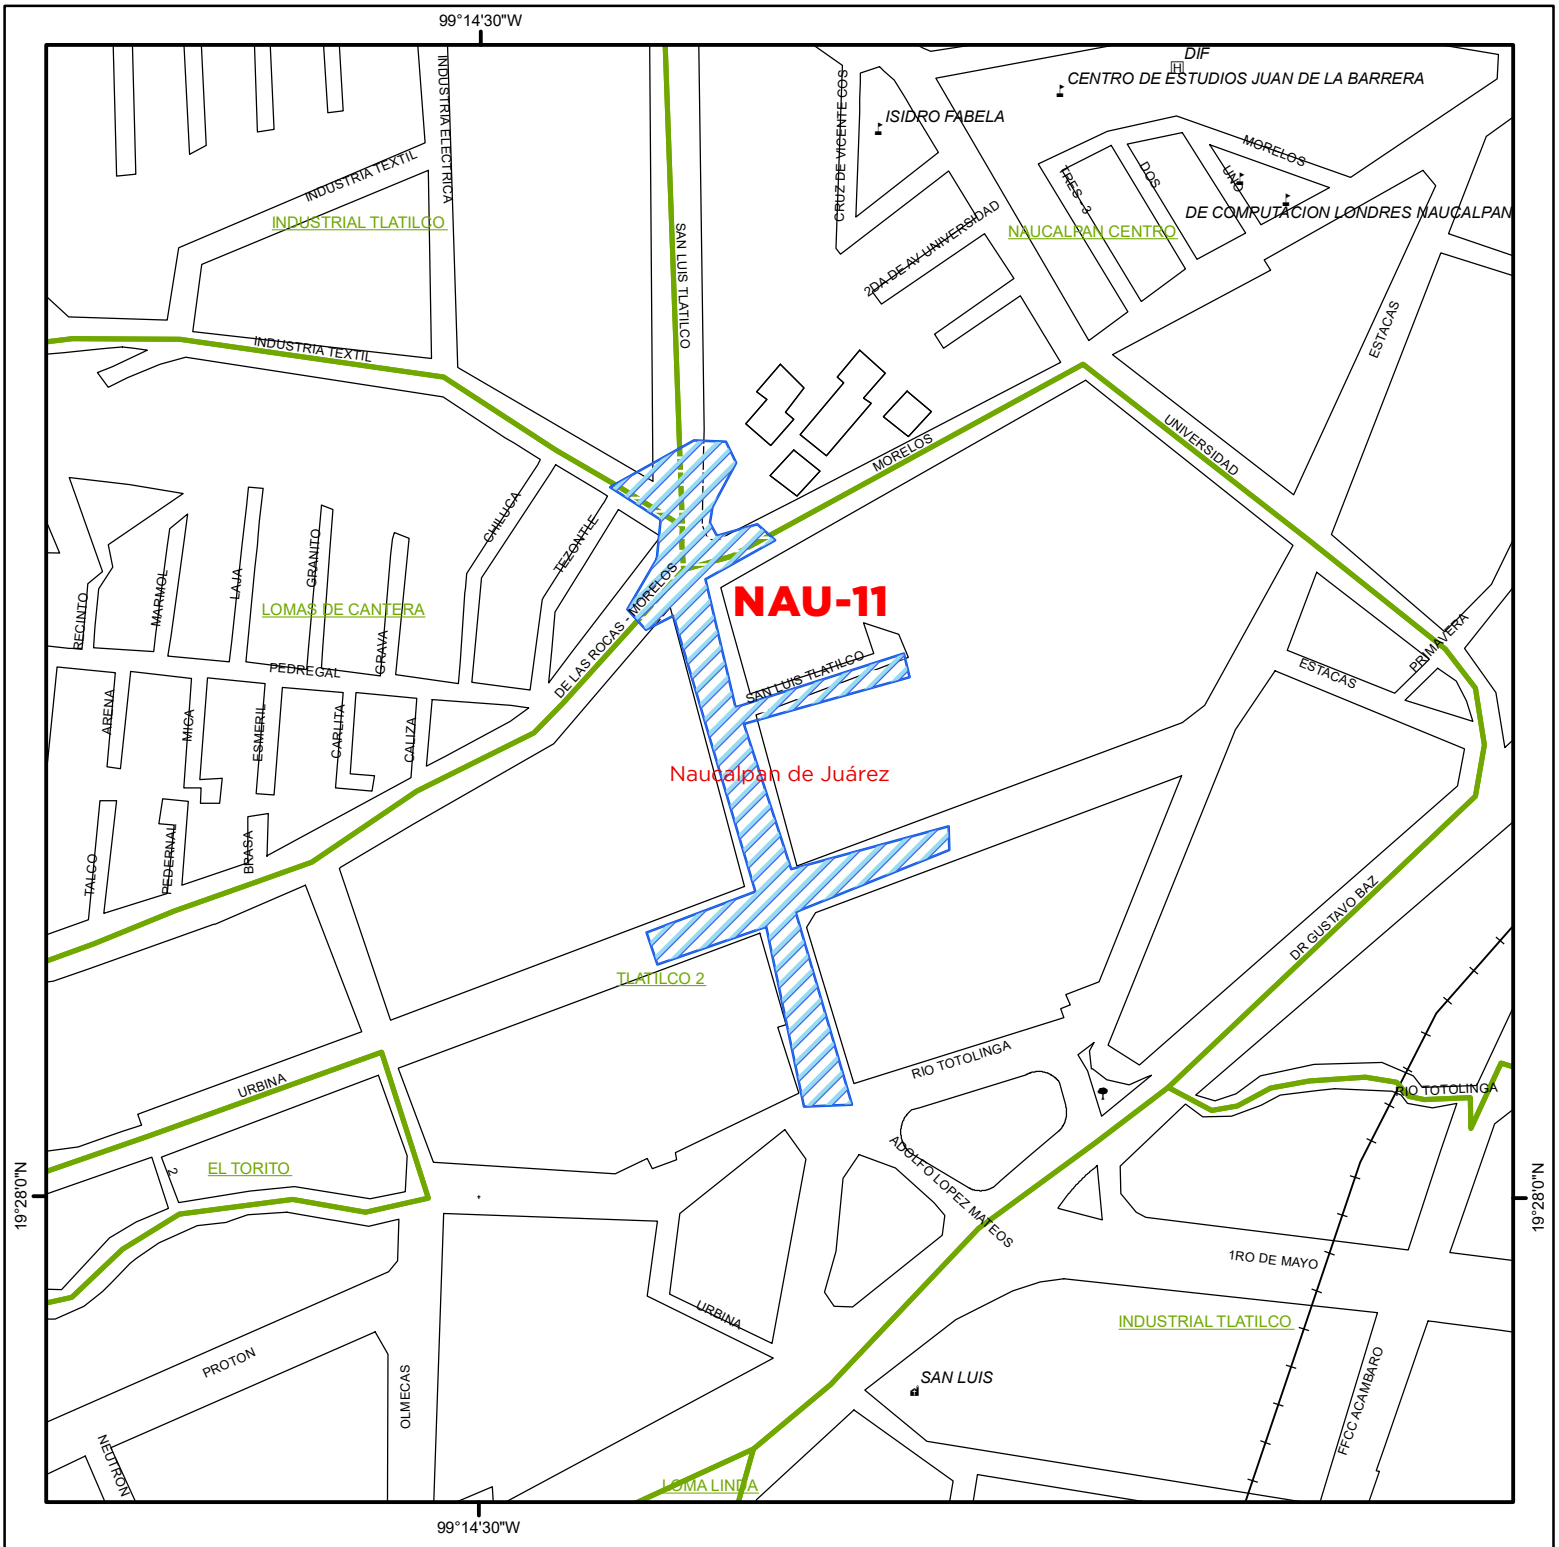 99°14'30"W
DIF
CENTRO DE ESTUDIOS JUAN DE LA BARRERA
ISIDRO FABELA
INDUSTRIA ELECTRICA
CRUZ DE VICENTE COS
MORELOS
INDUSTRIA TEXTIL
TRES - 3
DOS
UNO
INDUSTRIAL TLATILCO
SAN LUIS TLATILCO
2DA DE AV UNIVERSIDAD
NAUCALPAN CENTRO
DE COMPUTACION LONDRES NAUCALPAN
ESTACAS
INDUSTRIA TEXTIL
MORELOS
UNIVERSIDAD
CHILUCA
TEZONTLE
GRANITO
LAJA
MARMOL
RECINTO
LOMAS DE CANTERA
GRAVA
NAU-11
DE LAS ROCAS - MORELOS
PEDREGAL
SAN LUIS TLATILCO
ESTACAS
PRIMAVERA
ARENA
MICA
ESMERIL
CARLITA
CALIZA
Naucalpan de Juárez
TALCO
PEDERNAL
BRASA
DR GUSTAVO BAZ
TLATILCO 2
RIO TOTOLINGA
URBINA
RIO TOTOLINGA
2
EL TORITO
ADOLFO LOPEZ MATEOS
19°28'0"N
19°28'0"N
1RO DE MAYO
URBINA
INDUSTRIAL TLATILCO
PROTON
OLMECAS
SAN LUIS
FFCC ACAMBARO
NEUTRON
LOMA LINDA
99°14'30"W